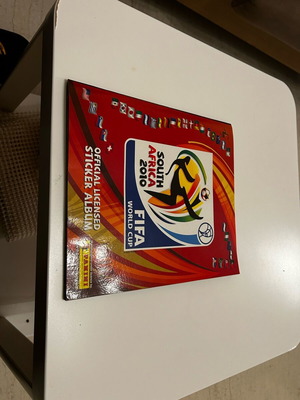 SOUTH
AFRICA
2010
FIFA
WORLD CUP
OFFICIAL LICENSED
STICKER ALBUM
PANINI